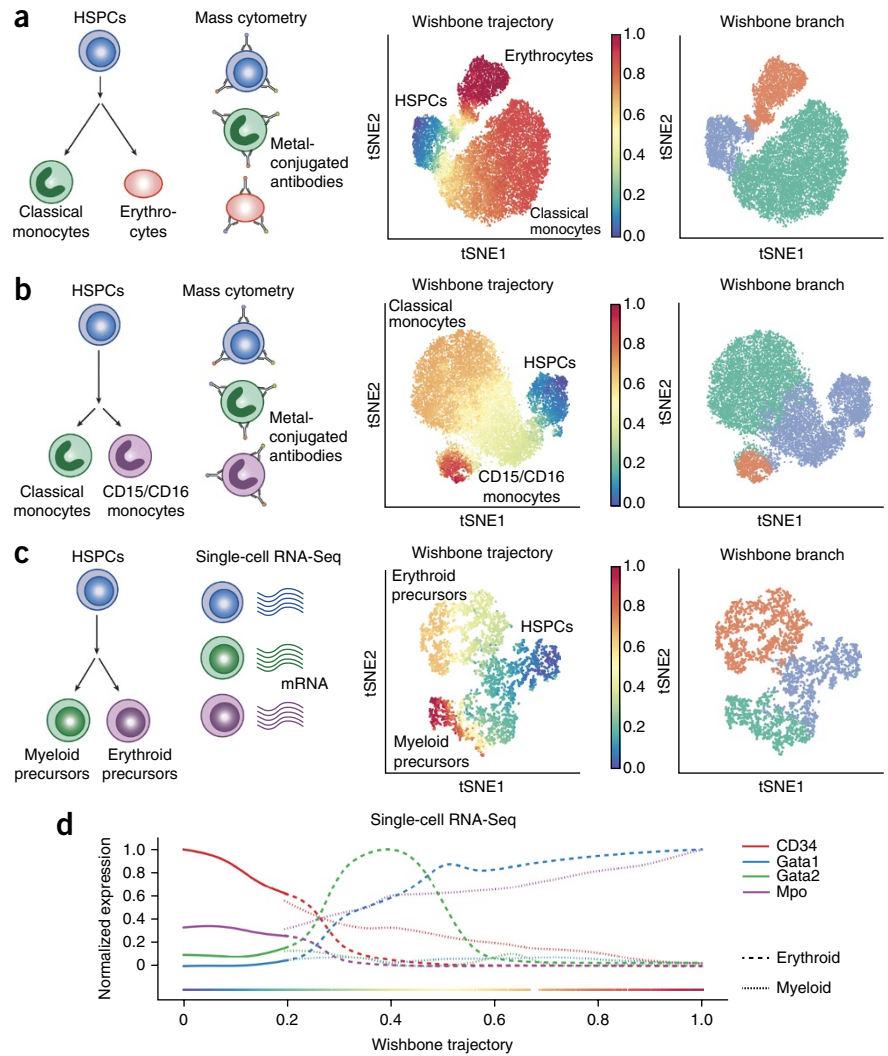 a
HSPCs
Mass cytometry
Classical
monocytes
Erythro-
cytes
Metal-
conjugated
antibodies
Wishbone trajectory
Erythrocytes
HSPCs
Classical
monocytes
tSNE2
tSNE1
1.0
0.8
0.6
0.4
0.2
0.0
Wishbone branch
tSNE2
tSNE1
b
HSPCs
Mass cytometry
Classical
monocytes
CD15/CD16
monocytes
Metal-
conjugated
antibodies
Wishbone trajectory
Classical
monocytes
HSPCs
CD15/CD16
monocytes
tSNE2
tSNE1
1.0
0.8
0.6
0.4
0.2
0.0
Wishbone branch
tSNE2
tSNE1
c
HSPCs
Single-cell RNA-Seq
mRNA
Myeloid
precursors
Erythroid
precursors
Wishbone trajectory
Erythroid
precursors
HSPCs
Myeloid
precursors
tSNE2
tSNE1
1.0
0.8
0.6
0.4
0.2
0.0
Wishbone branch
tSNE2
tSNE1
d
Single-cell RNA-Seq
Normalized expression
1.0
0.8
0.6
0.4
0.2
0
0
0.2
0.4
0.6
0.8
1.0
Wishbone trajectory
CD34
Gata1
Gata2
Mpo
Erythroid
Myeloid